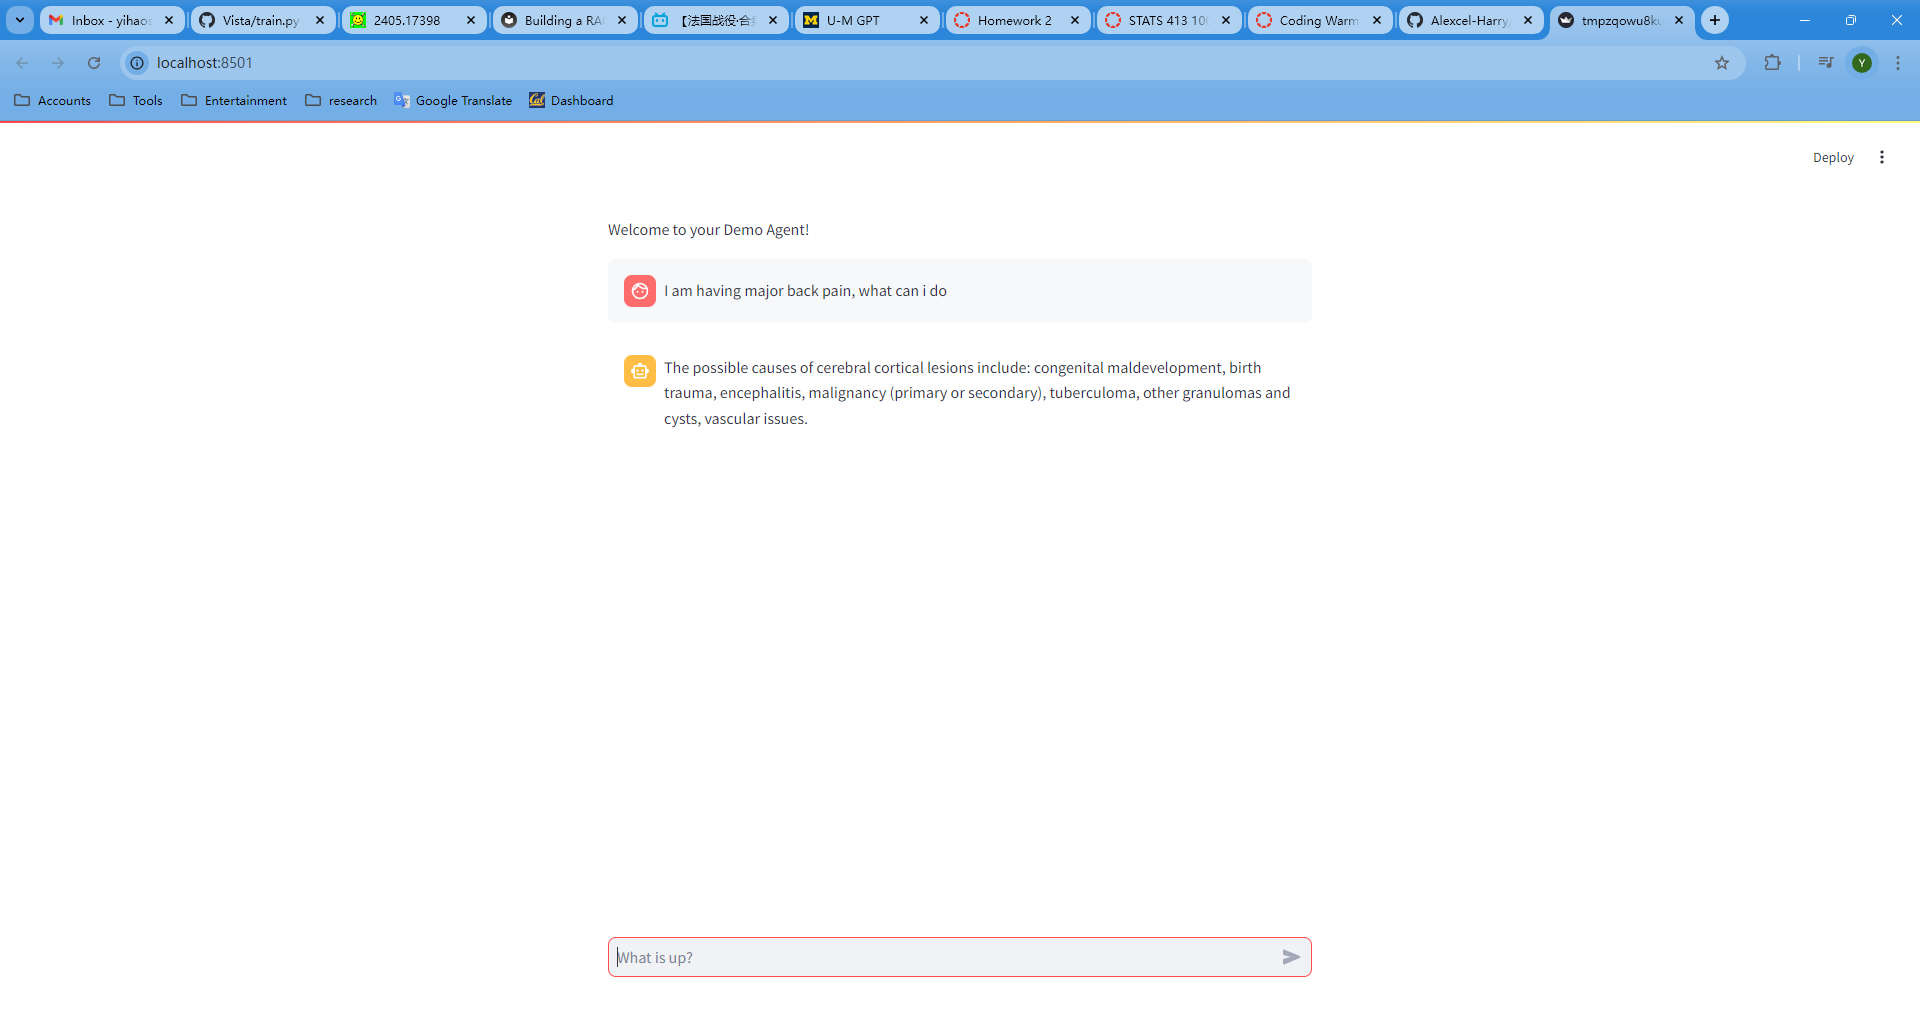 Inbox - yihaos
Vista/train.py
2405.17398
Building a RA
【法国战役·合
U-M GPT
Homework 2
STATS 413 10
Coding Warm
Alexcel-Harry
tmpzqowu8k
localhost:8501
Y
Accounts
Tools
Entertainment
research
Google Translate
Cal
Dashboard
Deploy
Welcome to your Demo Agent!
I am having major back pain, what can i do
The possible causes of cerebral cortical lesions include: congenital maldevelopment, birth
trauma, encephalitis, malignancy (primary or secondary), tuberculoma, other granulomas and
cysts, vascular issues.
What is up?